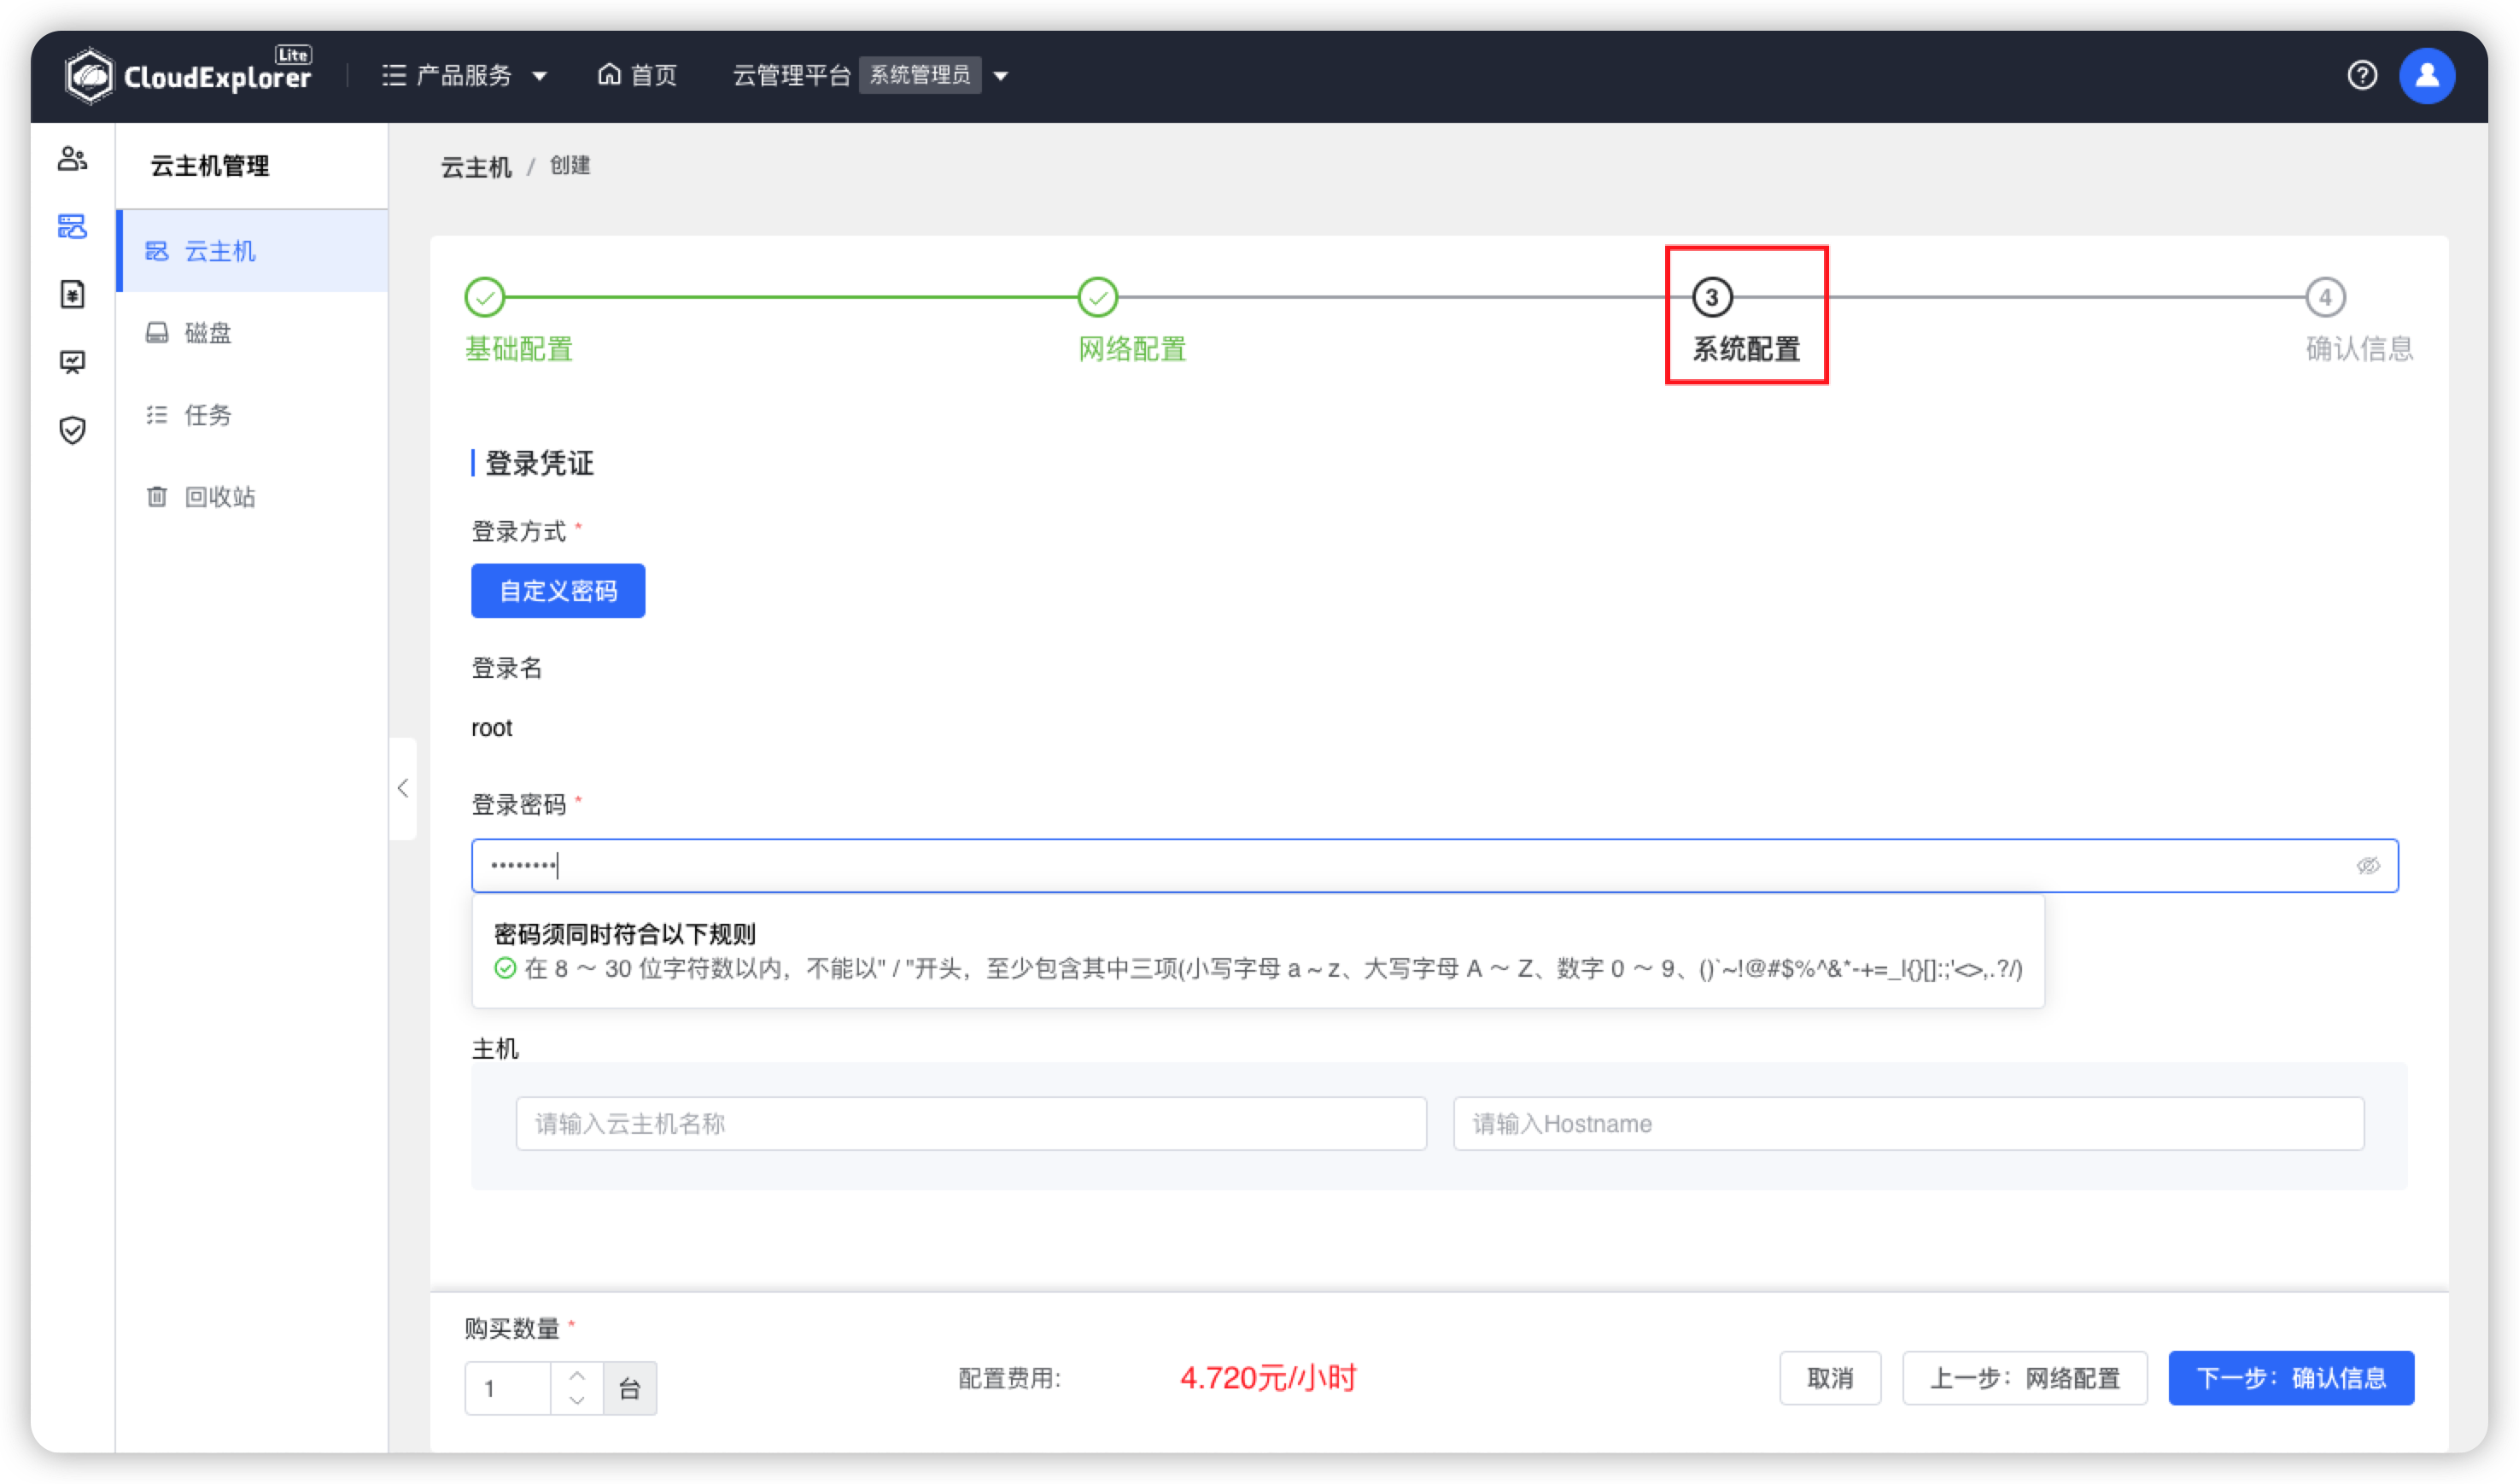 CloudExplorer Lite
产品服务
首页
云管理平台 系统管理员
云主机管理
云主机
磁盘
任务
回收站
云主机 / 创建
基础配置
网络配置
3
系统配置
4
确认信息
登录凭证
登录方式 *
自定义密码
登录名
root
登录密码 *
••••••••
密码须同时符合以下规则
在 8 ～ 30 位字符数以内，不能以" / "开头，至少包含其中三项(小写字母 a ~ z、大写字母 A ～ Z、数字 0 ～ 9、()`~!@#$%^&*-+=_|{}[]:;'<>,.?/)
主机
请输入云主机名称
请输入Hostname
购买数量 *
1
台
配置费用:
4.720元/小时
取消
上一步：网络配置
下一步：确认信息